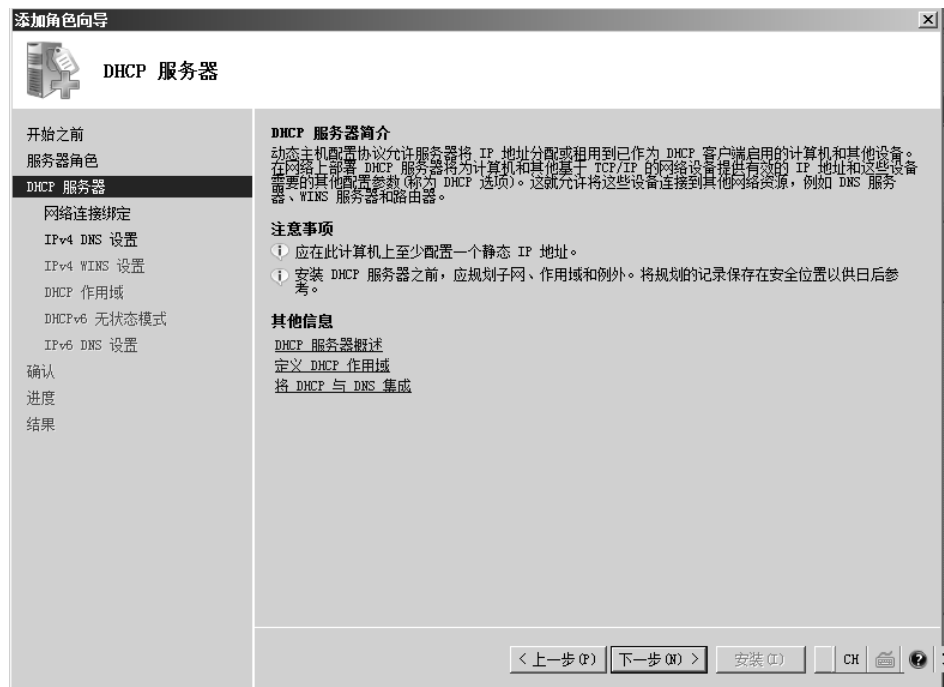 添加角色向导
DHCP 服务器
开始之前
服务器角色
DHCP 服务器
网络连接绑定
IPv4 DNS 设置
IPv4 WINS 设置
DHCP 作用域
DHCPv6 无状态模式
IPv6 DNS 设置
确认
进度
结果
DHCP 服务器简介
动态主机配置协议允许服务器将 IP 地址分配或租用到已作为 DHCP 客户端启用的计算机和其他设备。
在网络上部署 DHCP 服务器将为计算机和其他基于 TCP/IP 的网络设备提供有效的 IP 地址和这些设备
需要的其他配置参数(称为 DHCP 选项)。这就允许将这些设备连接到其他网络资源，例如 DNS 服务
器、WINS 服务器和路由器。
注意事项
应在此计算机上至少配置一个静态 IP 地址。
安装 DHCP 服务器之前，应规划子网、作用域和例外。将规划的记录保存在安全位置以供日后参
考。
其他信息
DHCP 服务器概述
定义 DHCP 作用域
将 DHCP 与 DNS 集成
< 上一步(P)
下一步(N) >
安装(I)
CH